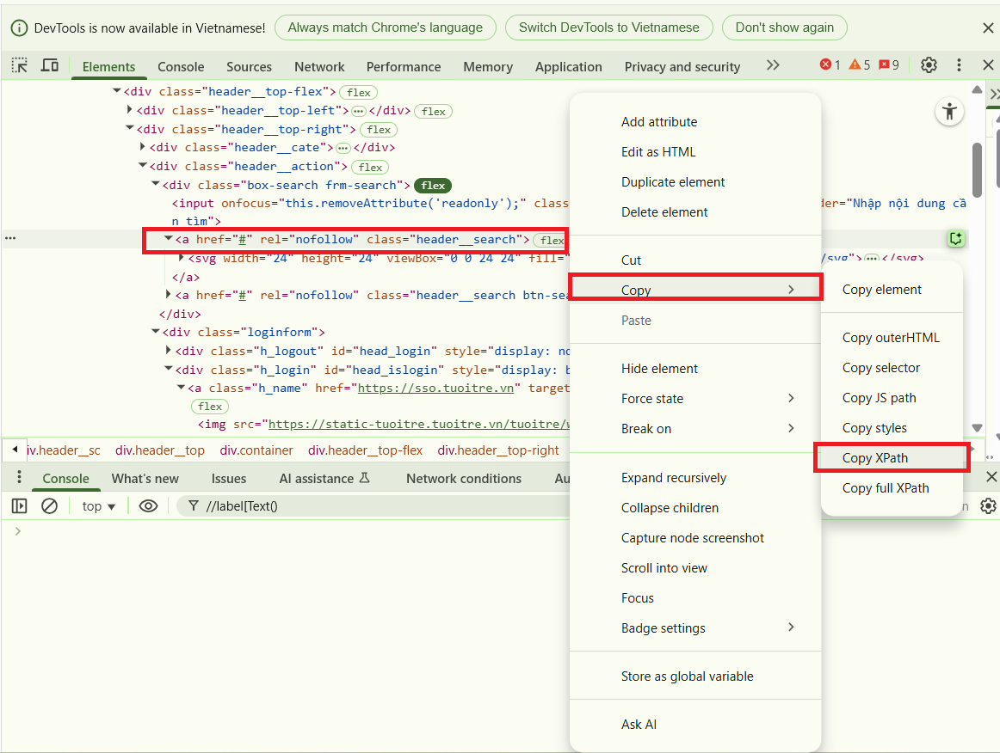 DevTools is now available in Vietnamese! Always match Chrome's language Switch DevTools to Vietnamese Don't show again
Elements Console Sources Network Performance Memory Application Privacy and security 1 5 9
<div class="header__top-flex"> flex
<div class="header__top-left"> ⋯ </div> flex
<div class="header__top-right"> flex
<div class="header__cate"> ⋯ </div>
<div class="header__action"> flex
<div class="box-search frm-search"> flex
<input onfocus="this.removeAttribute('readonly');" class der="Nhập nội dung cầ
n tìm">
<a href="#" rel="nofollow" class="header__search"> flex
<svg width="24" height="24" viewBox="0 0 24 24" fill=" /svg"> ⋯ </svg>
</a>
<a href="#" rel="nofollow" class="header__search btn-sea
</div>
<div class="loginform">
<div class="h_logout" id="head_login" style="display: no
<div class="h_login" id="head_islogin" style="display: b
<a class="h_name" href="https://sso.tuoitre.vn" target
flex
<img src="https://static-tuoitre.tuoitre.vn/tuoitre/w
iv.header__sc div.header__top div.container div.header__top-flex div.header__top-right
Console What's new Issues AI assistance Network conditions Au
top //label[Text()
Add attribute
Edit as HTML
Duplicate element
Delete element
Cut
Copy
Paste
Hide element
Force state
Break on
Expand recursively
Collapse children
Capture node screenshot
Scroll into view
Focus
Badge settings
Store as global variable
Ask AI
Copy element
Copy outerHTML
Copy selector
Copy JS path
Copy styles
Copy XPath
Copy full XPath